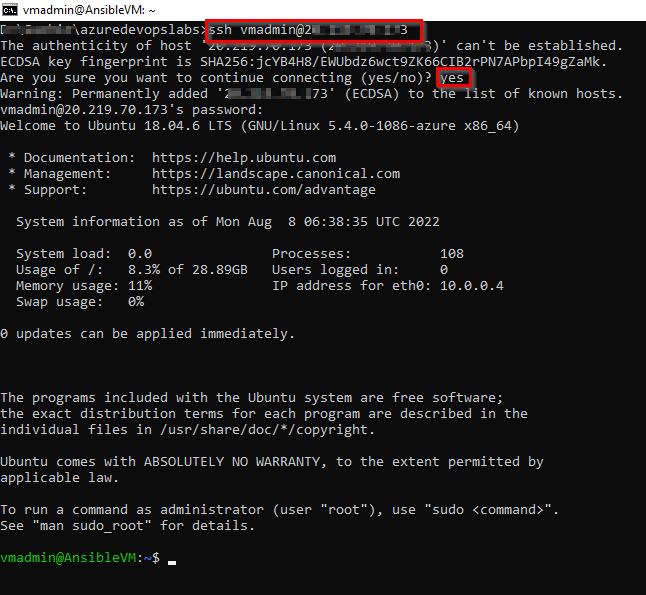 vmadmin@AnsibleVM: ~
\azuredevopslabs>ssh vmadmin@2 3
The authenticity of host '20.219.70.173 (2 )' can't be established.
ECDSA key fingerprint is SHA256:jcYB4H8/EWUbdz6wct9ZK66CIB2rPN7APbpI49gZaMk.
Are you sure you want to continue connecting (yes/no)? yes
Warning: Permanently added '2 73' (ECDSA) to the list of known hosts.
vmadmin@20.219.70.173's password:
Welcome to Ubuntu 18.04.6 LTS (GNU/Linux 5.4.0-1086-azure x86_64)
* Documentation: https://help.ubuntu.com
* Management: https://landscape.canonical.com
* Support: https://ubuntu.com/advantage
System information as of Mon Aug 8 06:38:35 UTC 2022
System load: 0.0 Processes: 108
Usage of /: 8.3% of 28.89GB Users logged in: 0
Memory usage: 11% IP address for eth0: 10.0.0.4
Swap usage: 0%
0 updates can be applied immediately.
The programs included with the Ubuntu system are free software;
the exact distribution terms for each program are described in the
individual files in /usr/share/doc/*/copyright.
Ubuntu comes with ABSOLUTELY NO WARRANTY, to the extent permitted by
applicable law.
To run a command as administrator (user "root"), use "sudo <command>".
See "man sudo_root" for details.
vmadmin@AnsibleVM:~$